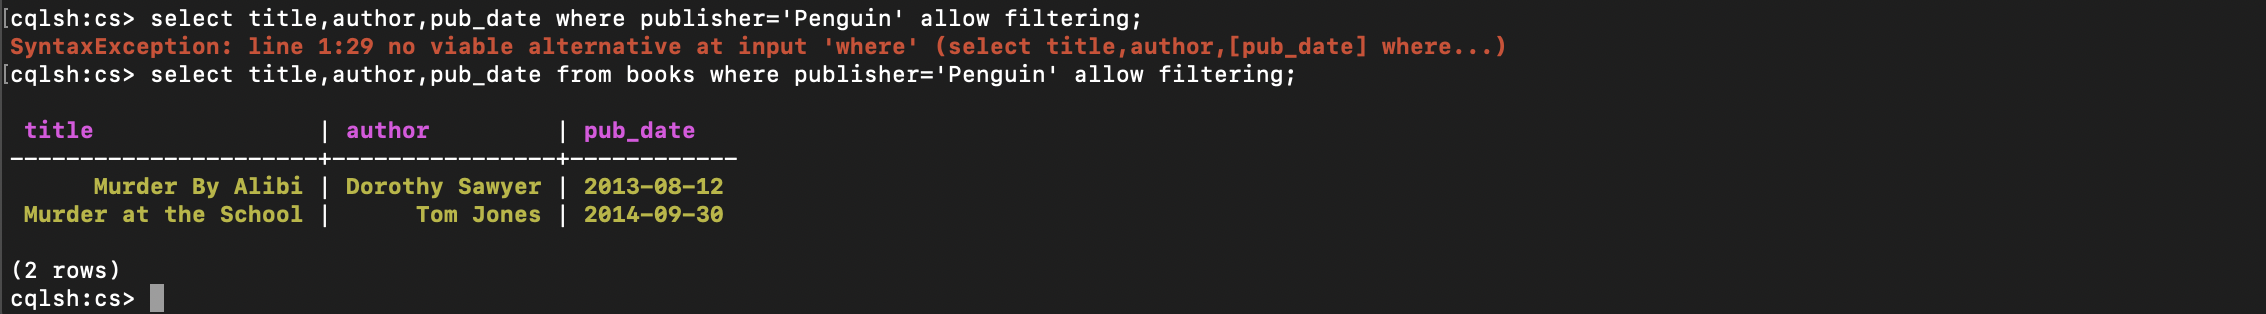 [cqlsh:cs> select title,author,pub_date where publisher='Penguin' allow filtering;
SyntaxException: line 1:29 no viable alternative at input 'where' (select title,author,[pub_date] where...)
[cqlsh:cs> select title,author,pub_date from books where publisher='Penguin' allow filtering;
 title                | author         | pub_date
----------------------+----------------+------------
      Murder By Alibi | Dorothy Sawyer | 2013-08-12
 Murder at the School |      Tom Jones | 2014-09-30
(2 rows)
cqlsh:cs>